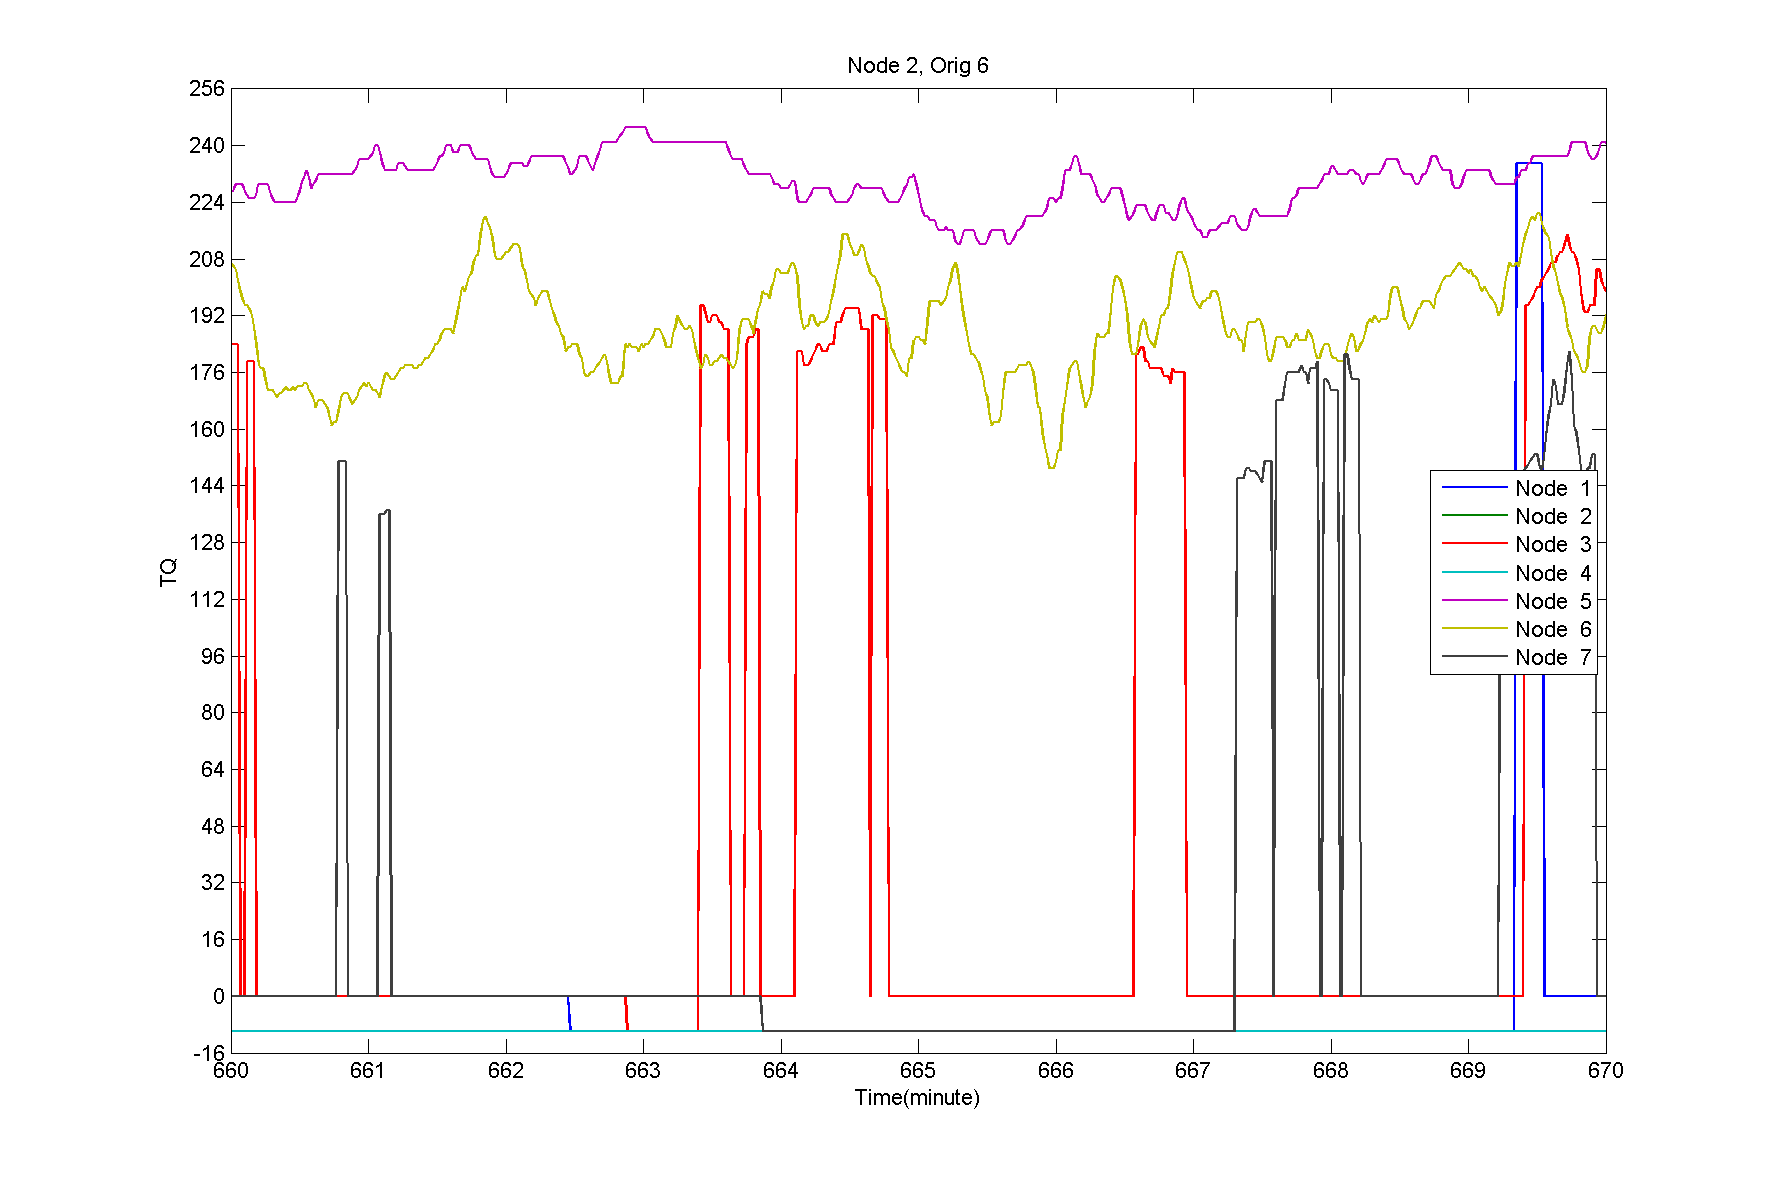 Node 2, Orig 6
256
240
224
208
192
176
160
144
128
112
96
80
64
48
32
16
0
-16
TQ
Node 1
Node 2
Node 3
Node 4
Node 5
Node 6
Node 7
660 661 662 663 664 665 666 667 668 669 670
Time(minute)